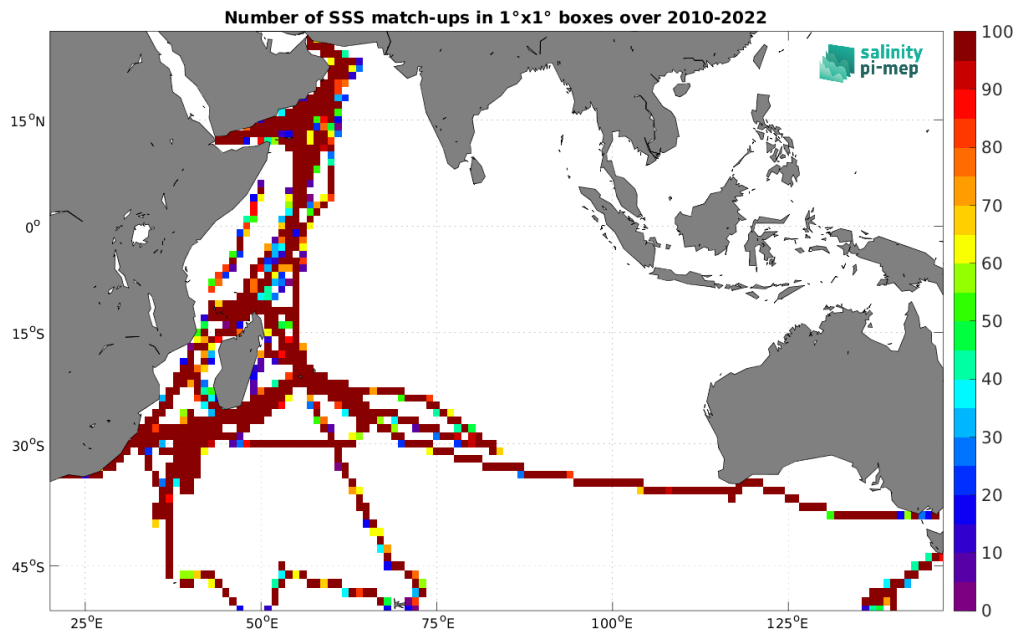 Number of SSS match-ups in 1°x1° boxes over 2010-2022
salinity
pi-mep
15°N
0°
15°S
30°S
45°S
25°E
50°E
75°E
100°E
125°E
100
90
80
70
60
50
40
30
20
10
0